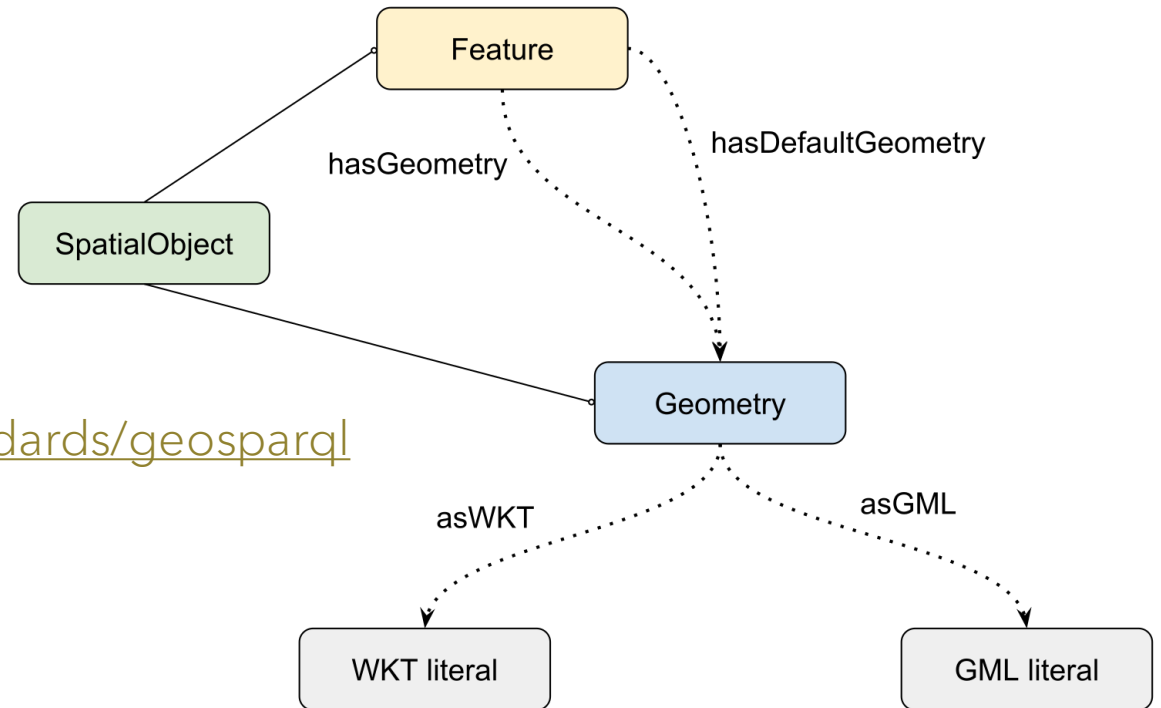 Feature
hasDefaultGeometry
hasGeometry
SpatialObject
Geometry
dards/geosparql
asWKT
asGML
WKT literal
GML literal